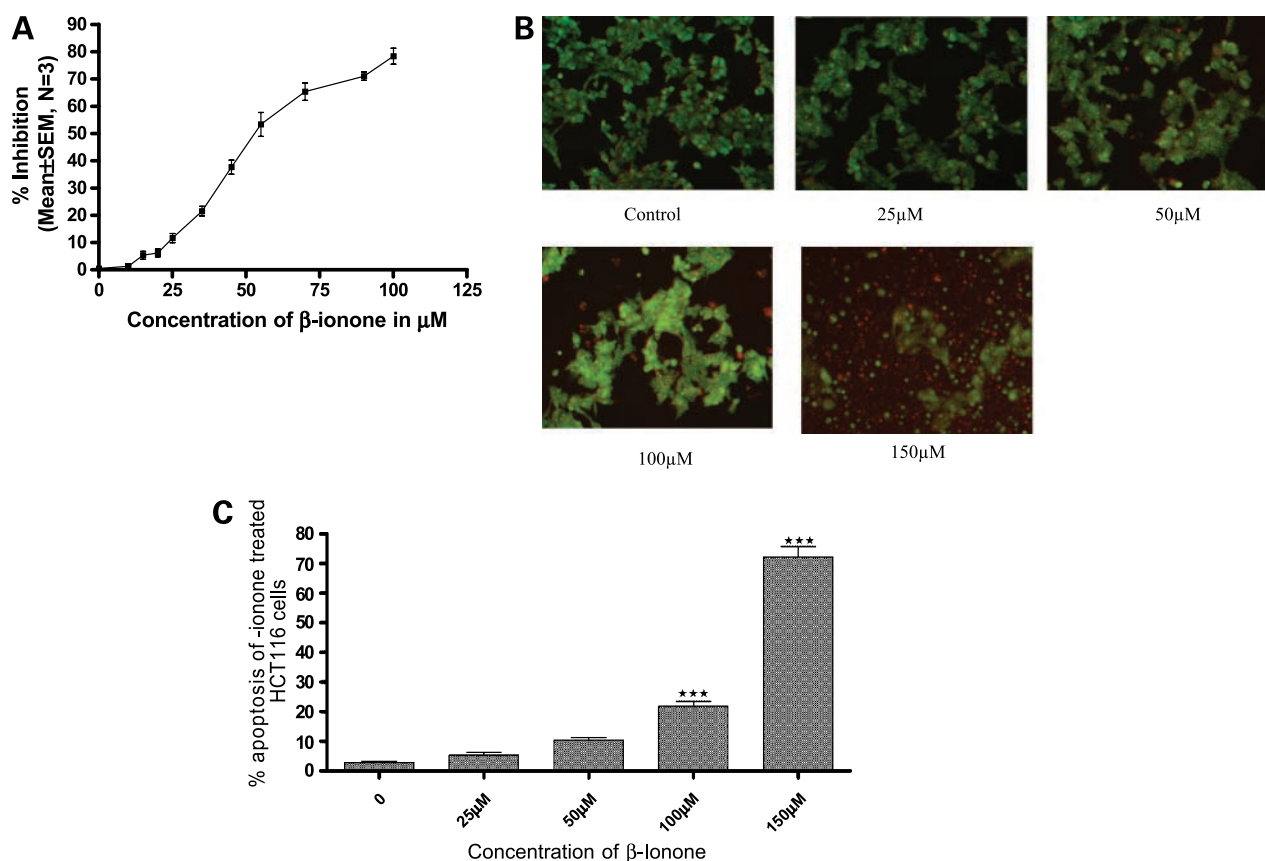 A
% Inhibition
(Mean±SEM, N=3)
90
80
70
60
50
40
30
20
10
0
0 25 50 75 100 125
Concentration of β-ionone in μM
B
Control
25μM
50μM
100μM
150μM
C
% apoptosis of -ionone treated
HCT116 cells
80
70
60
50
40
30
20
10
0
★★★
★★★
0 25μM 50μM 100μM 150μM
Concentration of β-Ionone